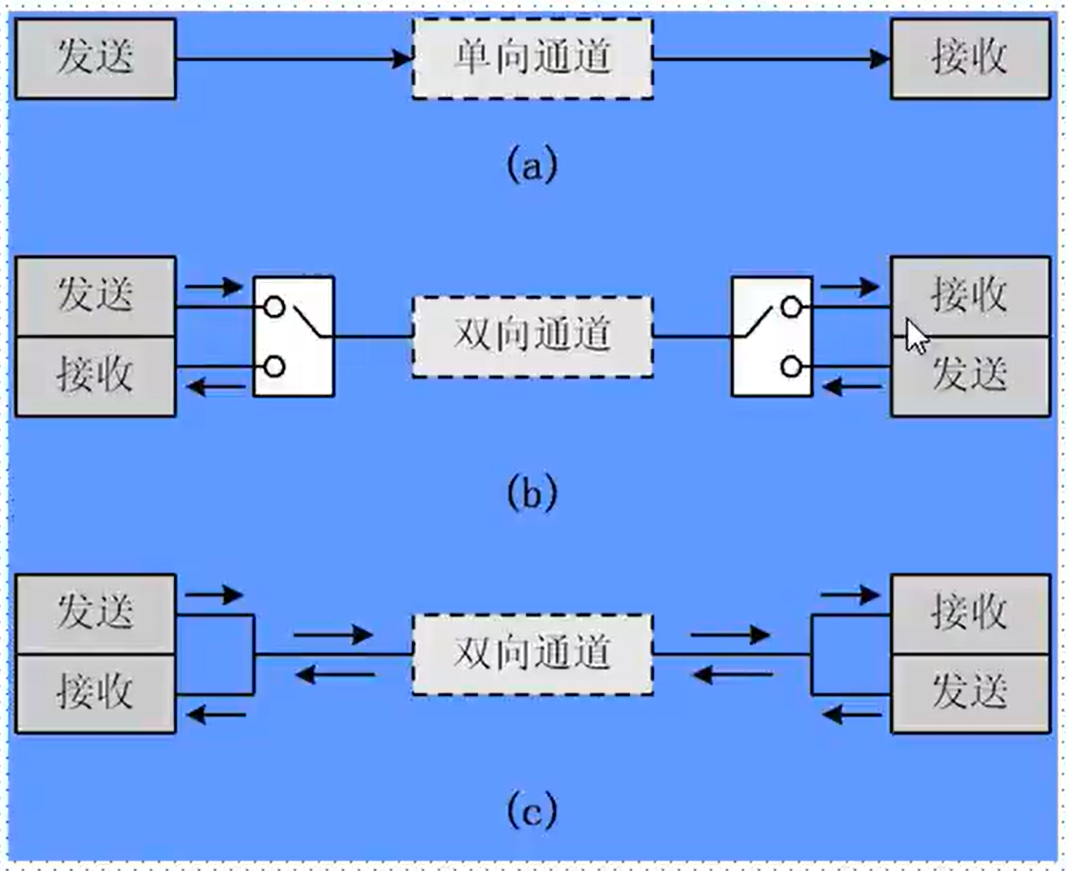 发送 单向通道 接收
(a)
发送 接收
双向通道
接收 发送
(b)
发送 接收
双向通道
接收 发送
(c)